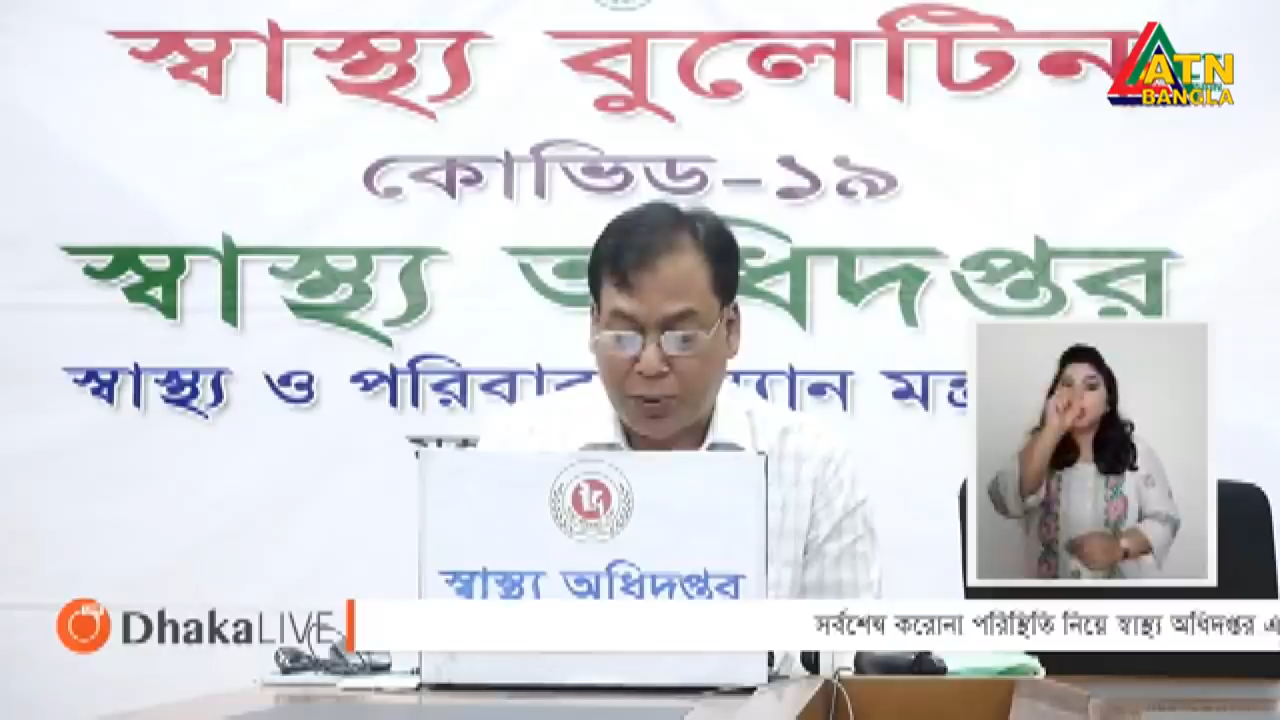 স্বাস্থ্য বুলেটিন
ATN
BANGLA
কোভিড-১৯
স্বাস্থ্য অধিদপ্তর
স্বাস্থ্য ও পরিবার
স্বাস্থ্য অধিদপ্তর
DhakaLIVE
সর্বশেষ করোনা পরিস্থিতি নিয়ে স্বাস্থ্য অধিদপ্তর